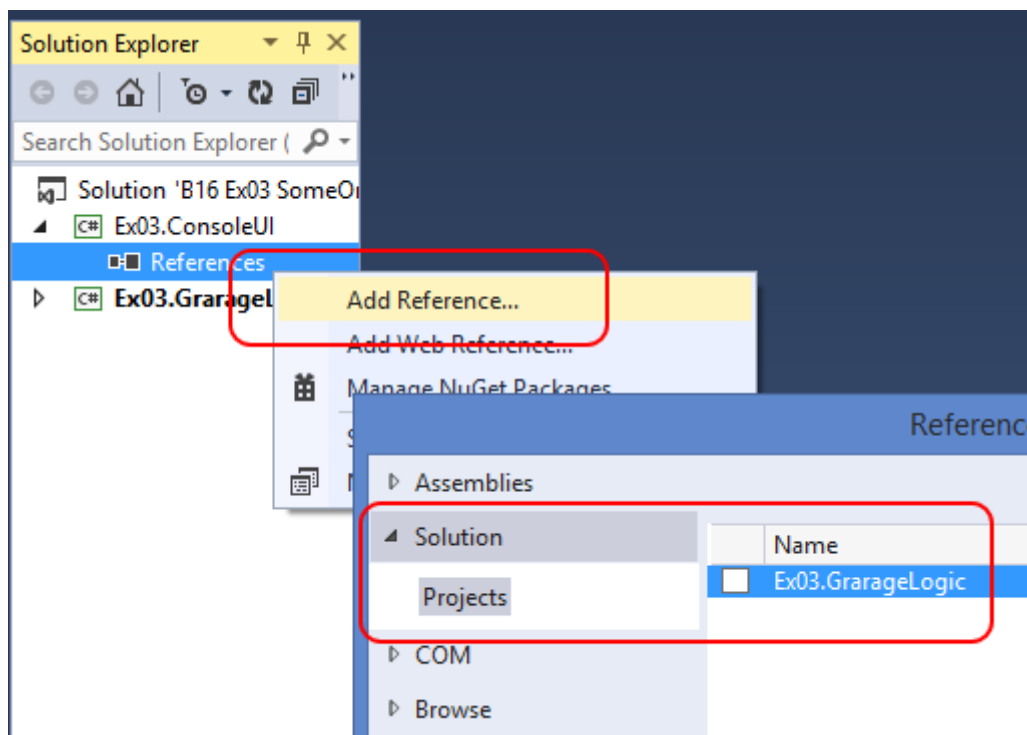 Solution Explorer
Search Solution Explorer (
Solution 'B16 Ex03 SomeOr
C# Ex03.ConsoleUI
References
C# Ex03.GrarageL
Add Reference...
Add Web Reference...
Manage NuGet Packages
Referenc
Assemblies
Solution
Projects
COM
Browse
Name
Ex03.GrarageLogic